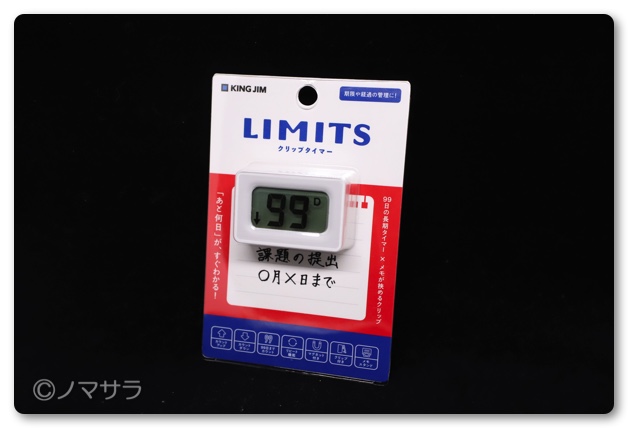 KING JIM
期限や経過の管理に!
LIMITS
クリップタイマー
99 D
「あと何日」が、すぐわかる!
99日の長期タイマー×メモが挟めるクリップ
課題の提出
〇月×日まで
©ノマサラ